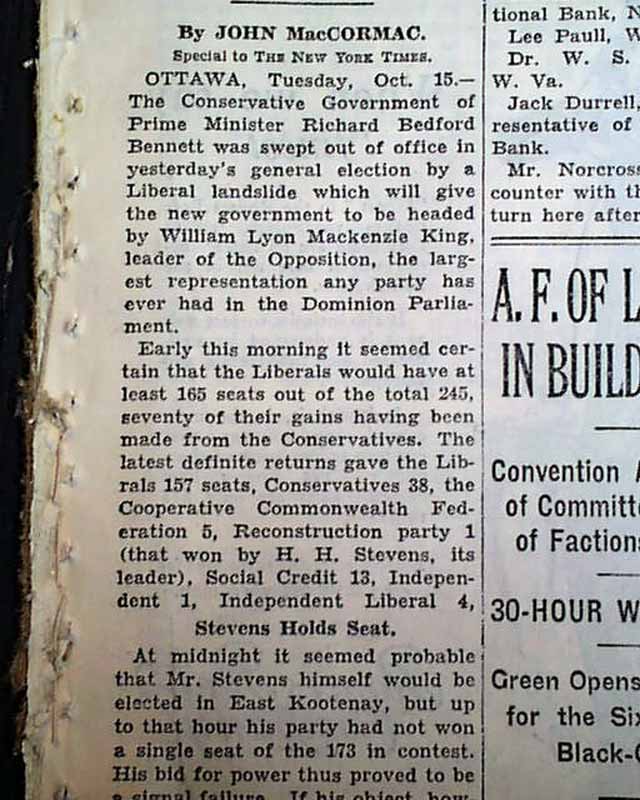 By JOHN MacCORMAC.
Special to THE NEW YORK TIMES.
OTTAWA, Tuesday, Oct. 15.—
The Conservative Government of
Prime Minister Richard Bedford
Bennett was swept out of office in
yesterday's general election by a
Liberal landslide which will give
the new government to be headed
by William Lyon Mackenzie King,
leader of the Opposition, the larg-
est representation any party has
ever had in the Dominion Parlia-
ment.
Early this morning it seemed cer-
tain that the Liberals would have at
least 165 seats out of the total 245,
seventy of their gains having been
made from the Conservatives. The
latest definite returns gave the Lib-
rals 157 seats, Conservatives 38, the
Cooperative Commonwealth Fed-
eration 5, Reconstruction party 1
(that won by H. H. Stevens, its
leader), Social Credit 13, Indepen-
dent 1, Independent Liberal 4,
Stevens Holds Seat.
At midnight it seemed probable
that Mr. Stevens himself would be
elected in East Kootenay, but up
to that hour his party had not won
a single seat of the 173 in contest.
His bid for power thus proved to be
a signal failure. If his object, how-
tional Bank,
Lee Paull, W
Dr. W. S.
W. Va.
Jack Durrell,
resentative of
Bank.
Mr. Norcross
counter with th
turn here after
A. F. OF L
IN BUILD
Convention
of Committe
of Factions
30-HOUR W
Green Opens
for the Six
Black-